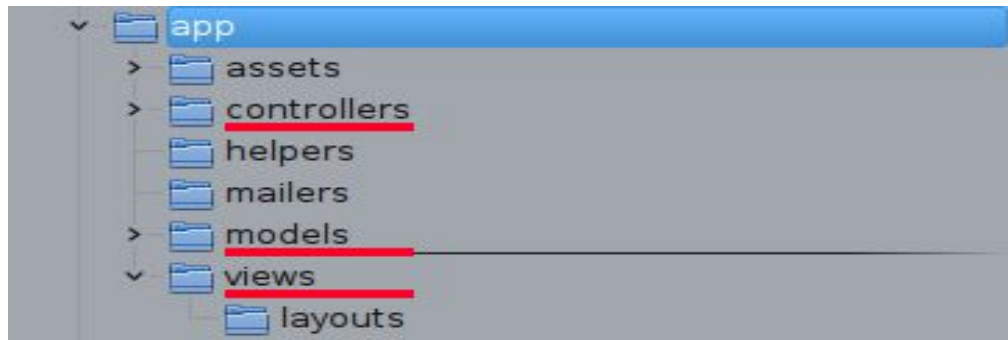 app
assets
controllers
helpers
mailers
models
views
layouts